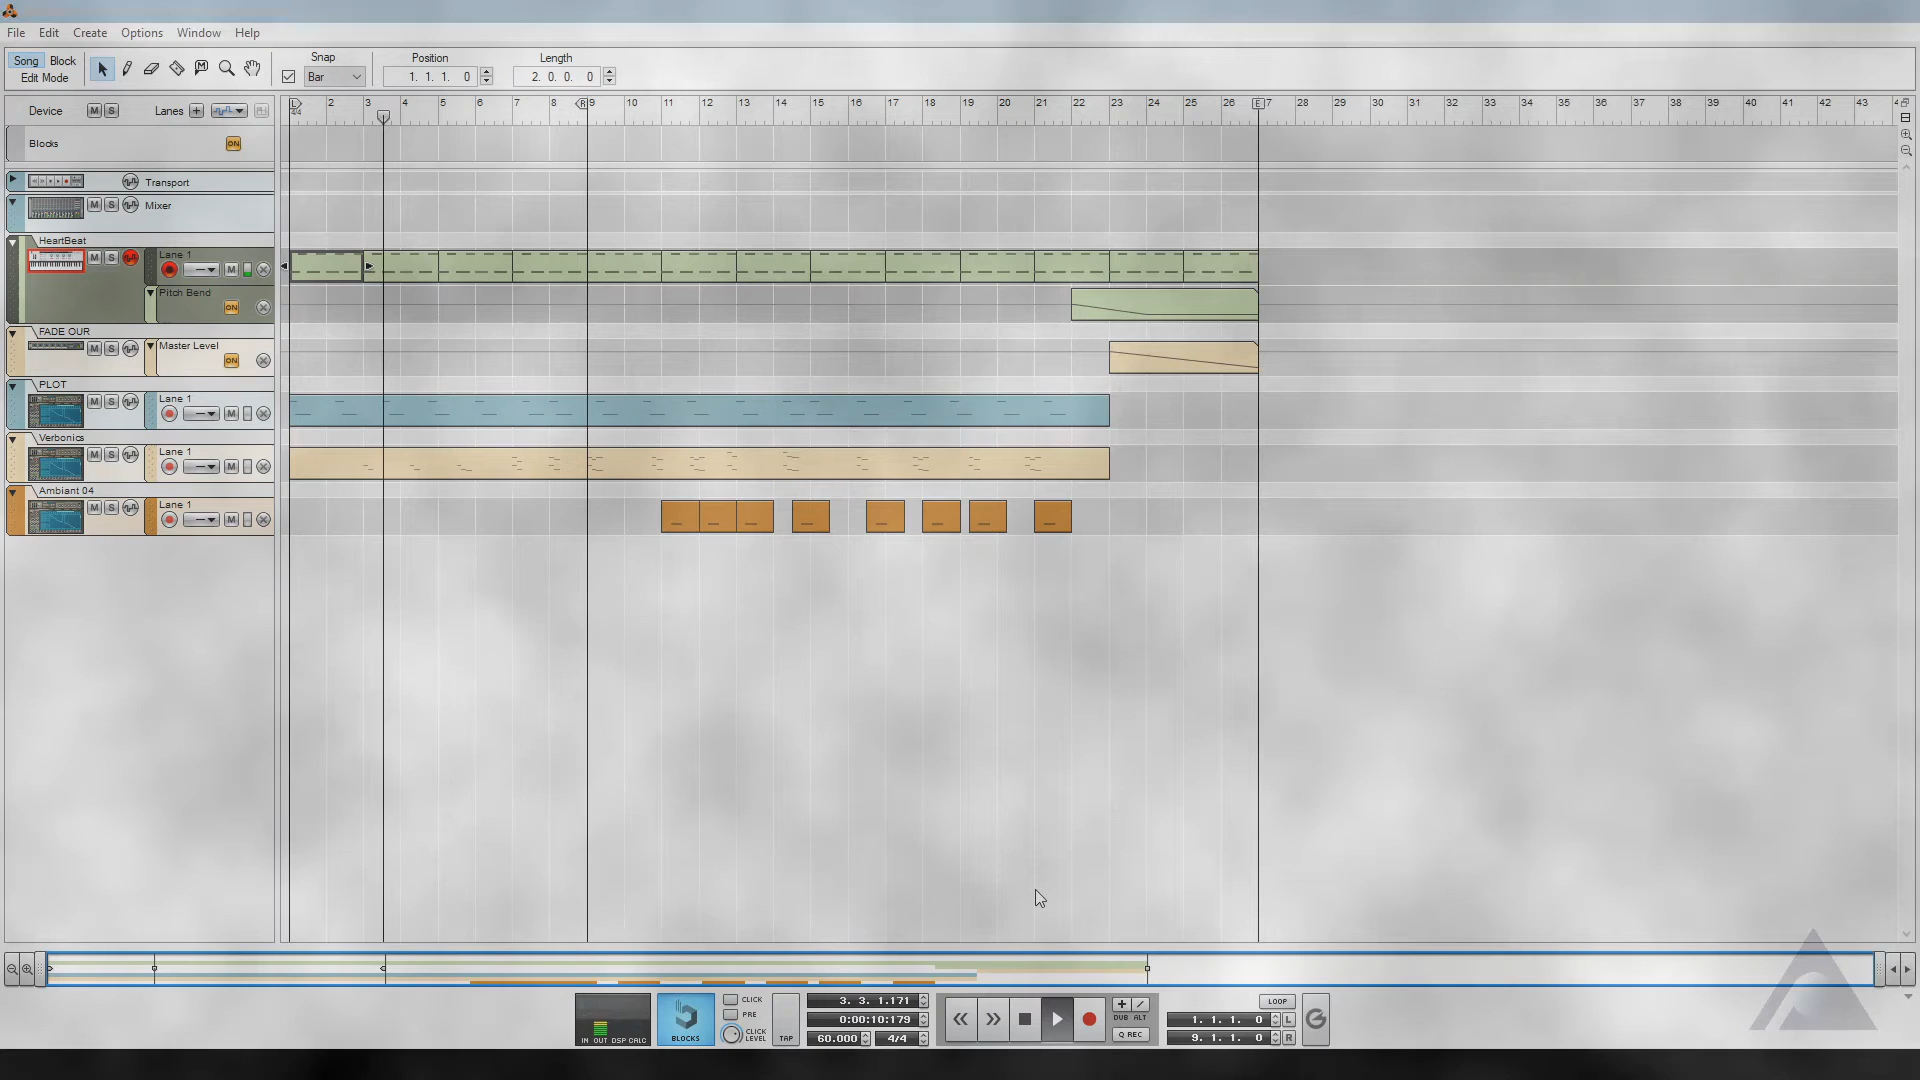 File Edit Create Options Window Help
Song Block
Edit Mode
Snap
Bar
Position
1. 1. 1. 0
Length
2. 0. 0. 0
Device M S Lanes +
L 2 3 4 5 6 7 8 R 9 10 11 12 13 14 15 16 17 18 19 20 21 22 23 24 25 26 E 7 28 29 30 31 32 33 34 35 36 37 38 39 40 41 42 43
4/4
Blocks ON
Transport
M S Mixer
HeartBeat
M S Lane 1
M
Pitch Bend
ON
FADE OUR
M S Master Level
ON
PLOT
M S Lane 1
M
Verbonics
M S Lane 1
M
Ambiant 04
M S Lane 1
M
IN OUT DSP CALC
BLOCKS
CLICK
PRE
CLICK LEVEL
TAP
3. 3. 1.171
0:00:10:179
60.000 4/4
DUB ALT
Q REC
LOOP
1. 1. 1. 0 L
9. 1. 1. 0 R